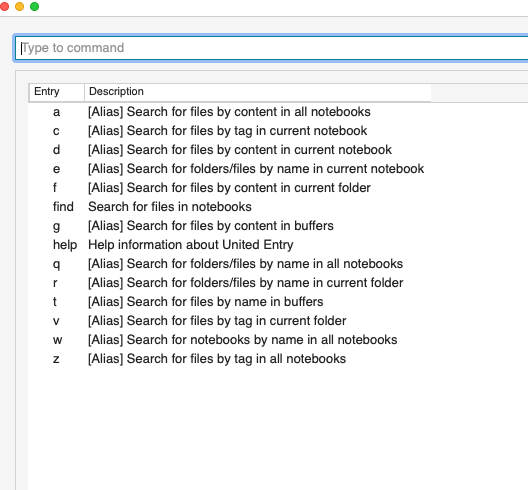 Type to command
Entry Description
a [Alias] Search for files by content in all notebooks
c [Alias] Search for files by tag in current notebook
d [Alias] Search for files by content in current notebook
e [Alias] Search for folders/files by name in current notebook
f [Alias] Search for files by content in current folder
find Search for files in notebooks
g [Alias] Search for files by content in buffers
help Help information about United Entry
q [Alias] Search for folders/files by name in all notebooks
r [Alias] Search for folders/files by name in current folder
t [Alias] Search for files by name in buffers
v [Alias] Search for files by tag in current folder
w [Alias] Search for notebooks by name in all notebooks
z [Alias] Search for files by tag in all notebooks